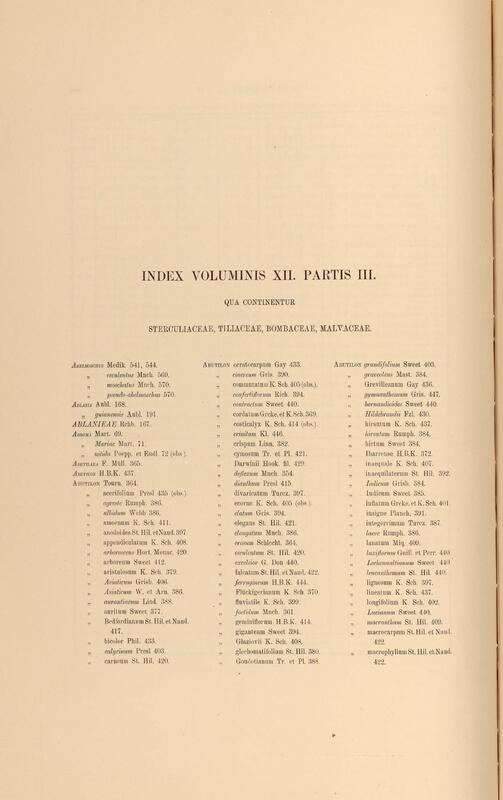 INDEX VOLUMINIS XII. PARTIS III.
QUA CONTINENTUR
STERCULIACEAE, TILIACEAE, BOMBACEAE, MALVACEAE.
ABELMOSCHUS Medik. 541, 544.
„ esculentus Mnch. 569.
„ moschatus Mnch. 570.
„ pseudo-abelmoschus 570.
ABLANIA Aubl. 168.
„ guianensis Aubl. 191.
ABLANIEAE Rchb. 167.
ABROMA Mart. 69.
„ Mariae Mart. 71.
„ nitida Poepp. et Endl 72 (obs).
F. Müll. 365.
H.B.K. 437.
ABUTILON Tourn. 364.
„ acerifolium Presl 435 (obs.).
„ agreste Rumph. 386.
„ albidum Webb 386.
„ amoenum K. Sch. 411.
„ anodoides St. Hil. et Naud. 397
„ appendiculatum K. Sch. 408.
„ arborescens Hort. Monac. 420
„ arboreum Sweet 412.
„ aristulosum K. Sch. 379.
„ Asiaticum Griseb. 406.
„ Asiaticum W. et Arn. 386.
„ aurantiacum Lind. 388.
„ auritum Sweet 377
„ Bedfordianum St. Hil. et Naud.
417.
„ bicolor Phil. 433.
„ calycinum Presl 403.
„ carneum St. Hil. 420.
ABUTILON ceratocarpum Gay 433.
„ cinereum Gris. 390.
„ commutatum K. Sch. 405 (obs.).
„ confertiflorum Rich. 394.
„ contractum Sweet 440.
„ cordatum Grcke. et K. Sch. 369.
„ costicalyx K. Sch. 414 (obs.).
„ crinitum Kl. 446.
„ crispum Linn. 382.
„ cymosum Tr. et Pl. 421.
„ Darwinii Hook. fil. 429.
„ deflexum Mnch. 354.
„ dianthum Presl 415.
„ divaricatum Turcz. 397.
„ enorme K. Sch. 405 (obs.).
„ elatum Gris. 394.
„ elegans St. Hil. 421.
„ elongatum Mnch. 386.
„ erosum Schlecht. 364.
„ esculentum St. Hil. 420.
„ excelsior G. Don 440.
„ falcatum St. Hil. et Naud. 422.
„ ferrugineum H.B.K. 444.
„ Flückigerianum K. Sch 370.
„ fluviatile K. Sch. 399.
„ foetidum Mnch. 361.
„ geminiflorum H.B.K. 414.
„ giganteum Sweet 394.
„ Glaziovii K. Sch. 408.
„ glechomatifolium St. Hil. 380.
„ Goudotianum Tr. et Pl. 388.
ABUTILON grandifolium Sweet 403.
„ graveolens Mast. 384.
„ Grevilleanum Gay 436.
„ gymnanthemum Gris. 447.
„ hernandioides Sweet 440.
„ Hildebrandii Fzl. 430.
„ hirsutum K. Sch. 437.
„ hirsutum Rumph. 384.
„ hirtum Sweet 384.
„ Ibarrense H.B.K. 372.
„ inaequale K. Sch. 407.
„ inaequilaterum St. Hil. 392.
„ Indicum Griseb. 384.
„ Indicum Sweet 385.
„ inflatum Grcke. et K. Sch. 401.
„ insigne Planch. 391.
„ integerrimum Turcz. 387.
„ laeve Rumph. 386.
„ lanatum Miq. 409.
„ laxiflorum Guill. et Perr. 440
„ Lechenaultianum Sweet 440
„ leucanthemum St. Hil. 440.
„ lignosum K. Sch. 397.
„ lineatum K. Sch. 437.
„ longifolium K. Sch. 402.
„ Lucianum Sweet 440.
„ macranthum St. Hil. 409.
„ macrocarpum St. Hil. et Naud.
422.
„ macrophyllum St. Hil. et Naud.
422.